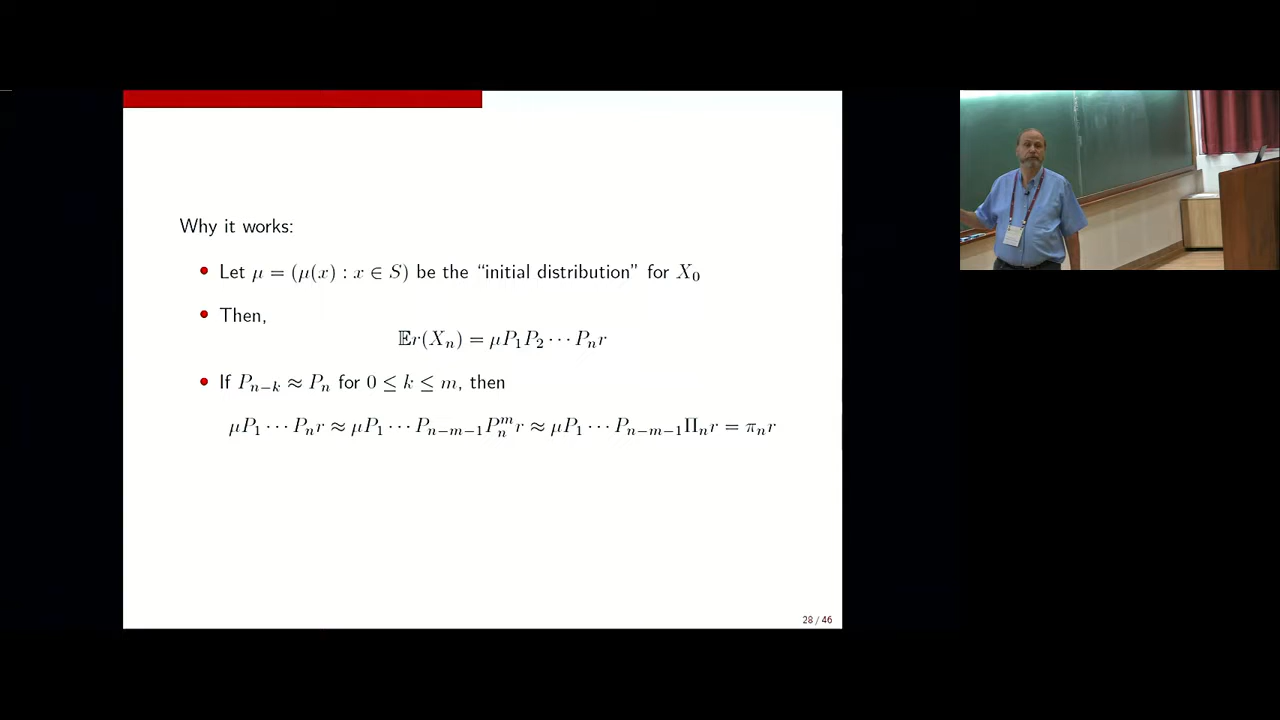 Why it works:
Let μ = (μ(x) : x ∈ S) be the “initial distribution” for X₀
Then,
𝔼r(Xₙ) = μP₁P₂ ⋯ Pₙr
If Pₙ₋ₖ ≈ Pₙ for 0 ≤ k ≤ m, then
μP₁ ⋯ Pₙr ≈ μP₁ ⋯ Pₙ₋ₘ₋₁Pₙᵐr ≈ μP₁ ⋯ Pₙ₋ₘ₋₁Πₙr = πₙr
28 / 46